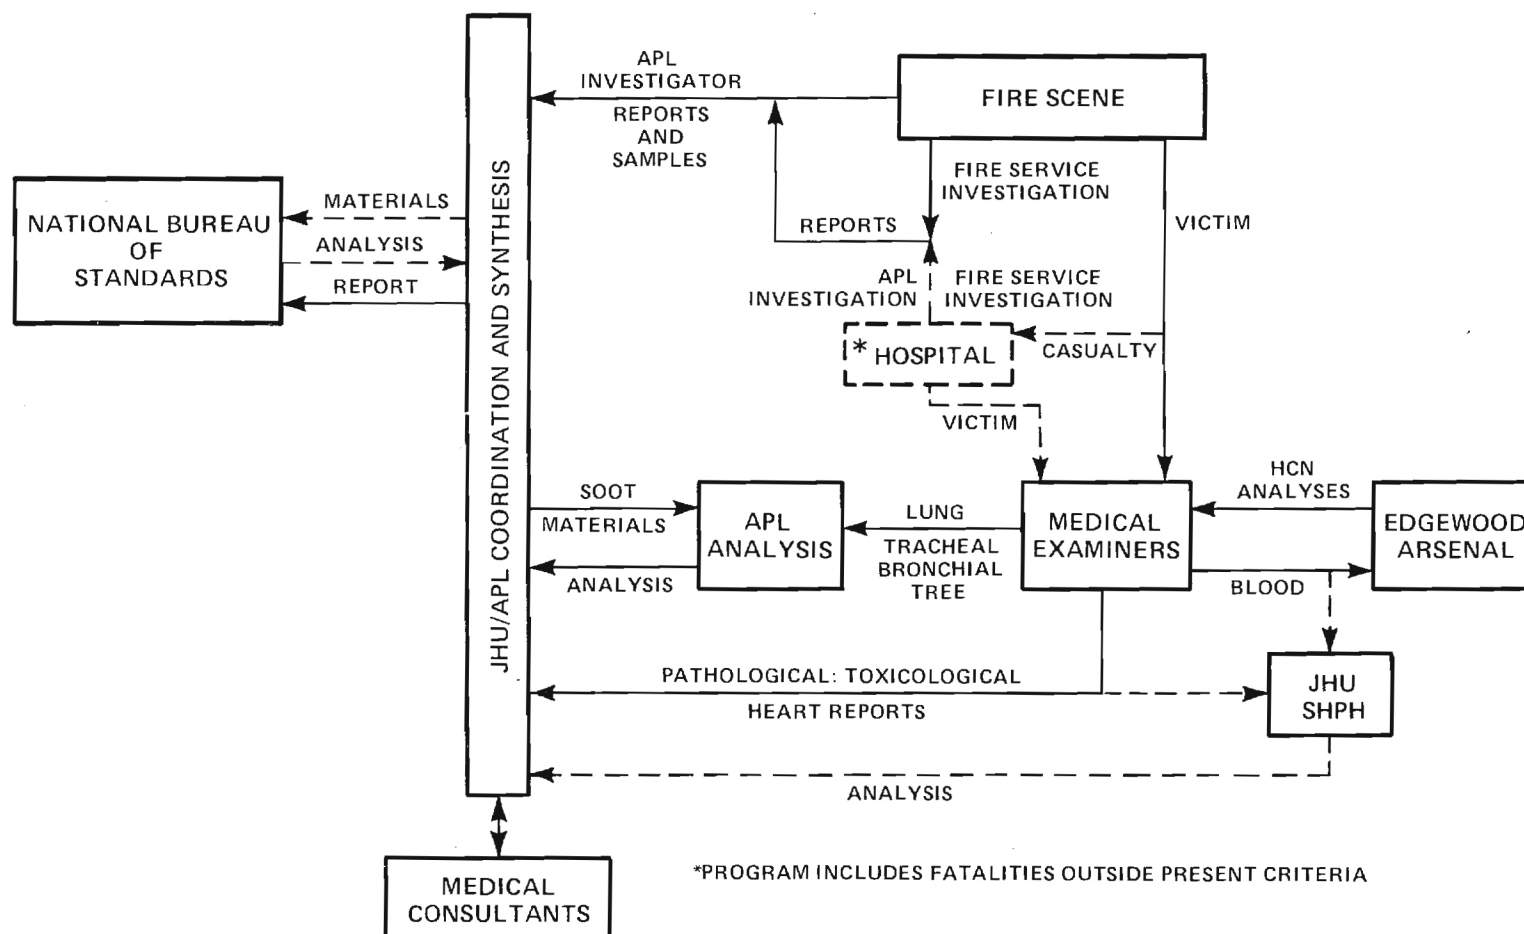 APL
INVESTIGATOR
REPORTS
AND
SAMPLES
FIRE SCENE
FIRE SERVICE
INVESTIGATION
VICTIM
REPORTS
NATIONAL BUREAU
OF
STANDARDS
MATERIALS
ANALYSIS
REPORT
JHU/APL COORDINATION AND SYNTHESIS
APL
INVESTIGATION
FIRE SERVICE
INVESTIGATION
* HOSPITAL
CASUALTY
VICTIM
SOOT
MATERIALS
ANALYSIS
APL
ANALYSIS
LUNG
TRACHEAL
BRONCHIAL
TREE
MEDICAL
EXAMINERS
HCN
ANALYSES
BLOOD
EDGEWOOD
ARSENAL
PATHOLOGICAL: TOXICOLOGICAL
HEART REPORTS
JHU
SHPH
ANALYSIS
MEDICAL
CONSULTANTS
*PROGRAM INCLUDES FATALITIES OUTSIDE PRESENT CRITERIA